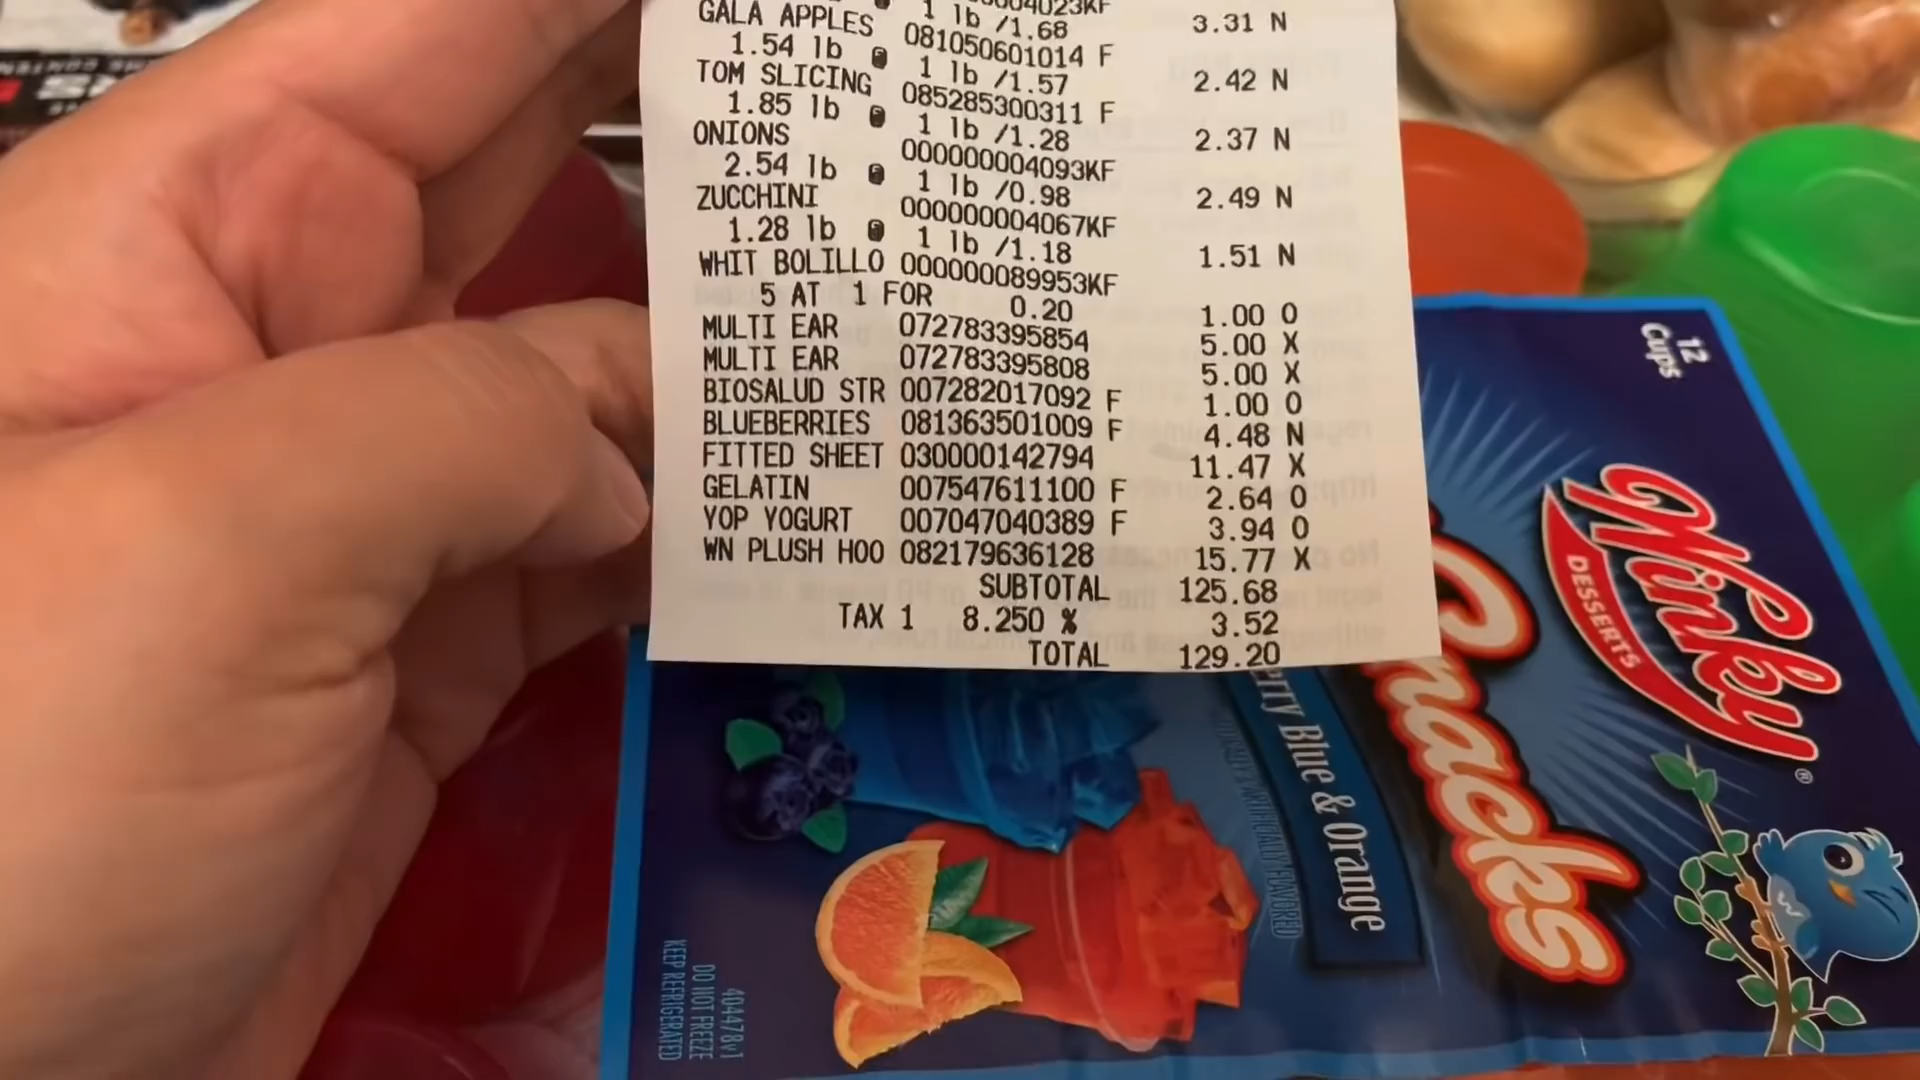 004023KF
1 lb /1.68 3.31 N
GALA APPLES 081050601014 F
1.54 lb @ 1 lb /1.57 2.42 N
TOM SLICING 085285300311 F
1.85 lb @ 1 lb /1.28 2.37 N
ONIONS 000000004093KF
2.54 lb @ 1 lb /0.98 2.49 N
ZUCCHINI 000000004067KF
1.28 lb @ 1 lb /1.18 1.51 N
WHIT BOLILLO 000000089953KF
5 AT 1 FOR 0.20 1.00 O
MULTI EAR 072783395854 5.00 X
MULTI EAR 072783395808 5.00 X
BIOSALUD STR 007282017092 F 1.00 O
BLUEBERRIES 081363501009 F 4.48 N
FITTED SHEET 030000142794 11.47 X
GELATIN 007547611100 F 2.64 O
YOP YOGURT 007047040389 F 3.94 O
WN PLUSH HOO 082179636128 15.77 X
SUBTOTAL 125.68
TAX 1 8.250 % 3.52
TOTAL 129.20
12
Cups
Winky®
DESSERTS
Snacks
rry Blue & Orange
404478v1
DO NOT FREEZE
KEEP REFRIGERATED